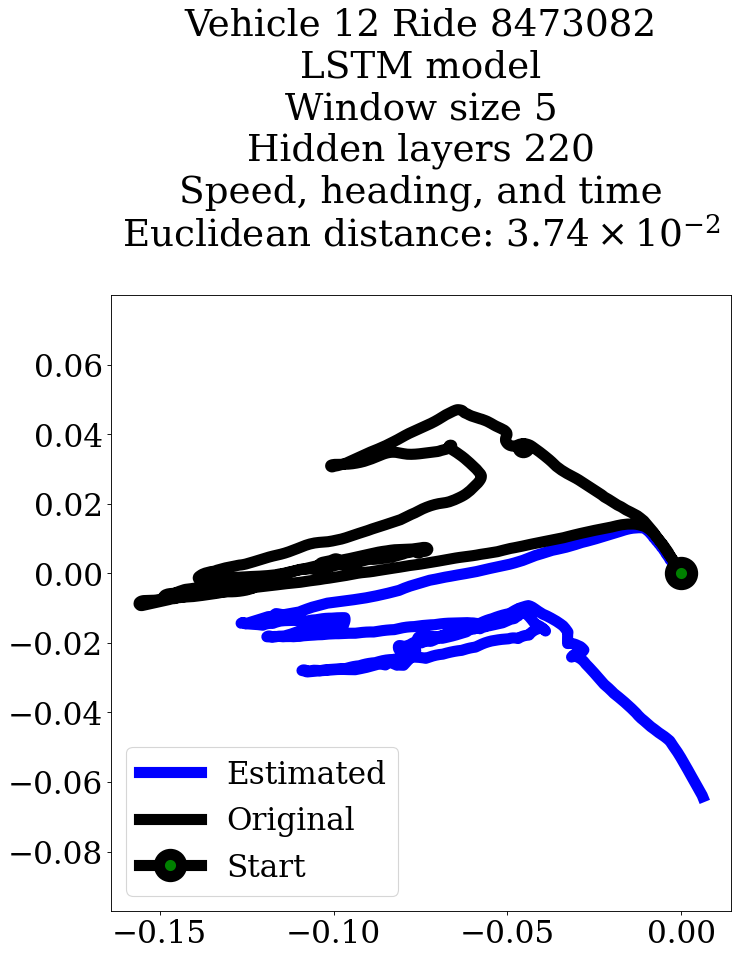 Vehicle 12 Ride 8473082
LSTM model
Window size 5
Hidden layers 220
Speed, heading, and time
Euclidean distance: 3.74 × 10⁻²
0.06
0.04
0.02
0.00
−0.02
−0.04
−0.06
−0.08
Estimated
Original
Start
−0.15 −0.10 −0.05 0.00